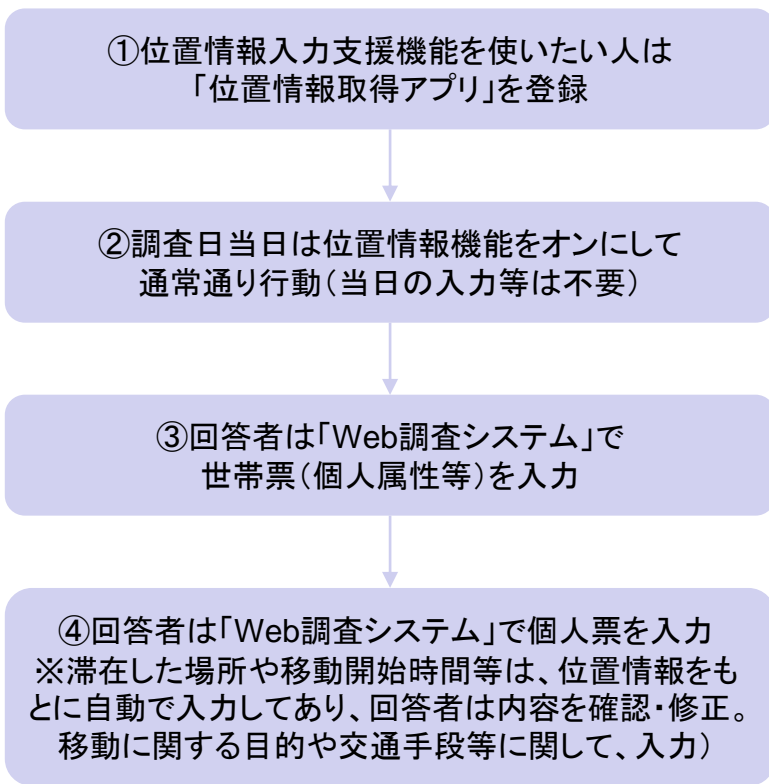 ①位置情報入力支援機能を使いたい人は
「位置情報取得アプリ」を登録
②調査日当日は位置情報機能をオンにして
通常通り行動（当日の入力等は不要）
③回答者は「Web調査システム」で
世帯票（個人属性等）を入力
④回答者は「Web調査システム」で個人票を入力
※滞在した場所や移動開始時間等は、位置情報をも
とに自動で入力してあり、回答者は内容を確認・修正。
移動に関する目的や交通手段等に関して、入力）